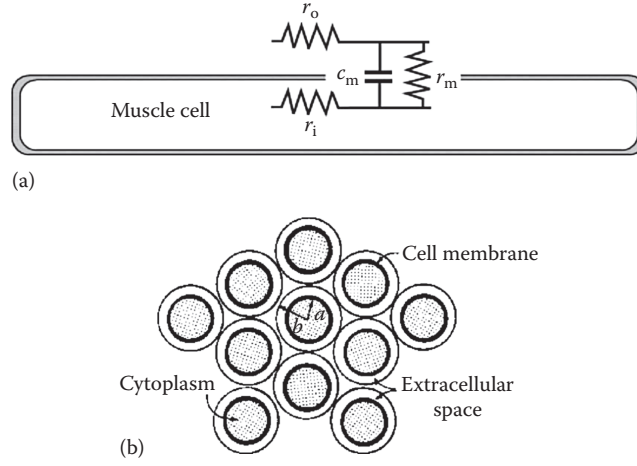 r_o
c_m
r_m
Muscle cell
r_i
(a)
Cell membrane
a
b
Cytoplasm
Extracellular
space
(b)